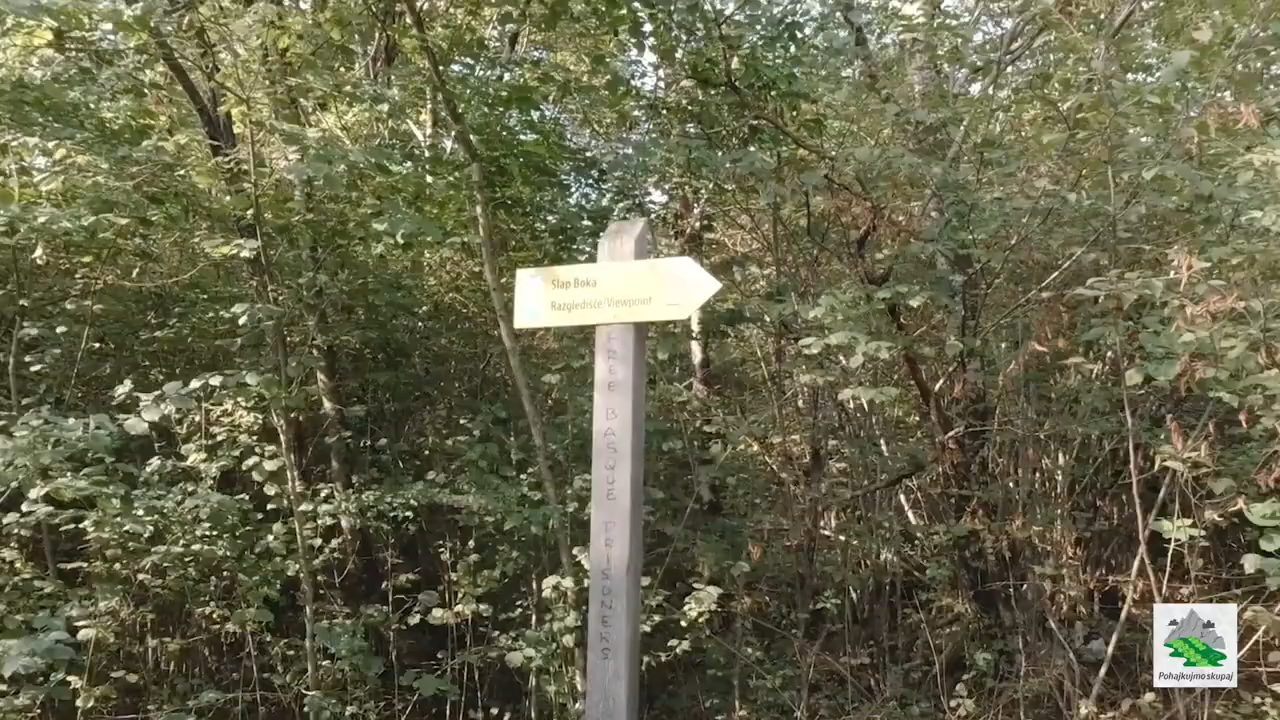 Slap Boka
Razgledišče/Viewpoint
FREE BASQUE PRISONERS
Pohajkujmo skupaj